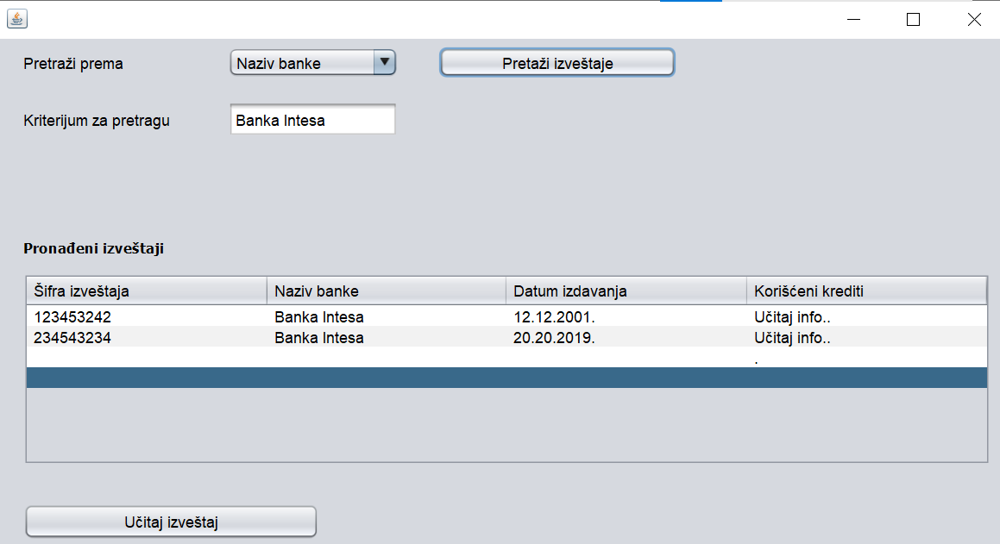 Pretraži prema Naziv banke Pretaži izveštaje
Kriterijum za pretragu Banka Intesa
Pronađeni izveštaji
Šifra izveštaja Naziv banke Datum izdavanja Korišćeni krediti
123453242 Banka Intesa 12.12.2001. Učitaj info..
234543234 Banka Intesa 20.20.2019. Učitaj info..
.
Učitaj izveštaj